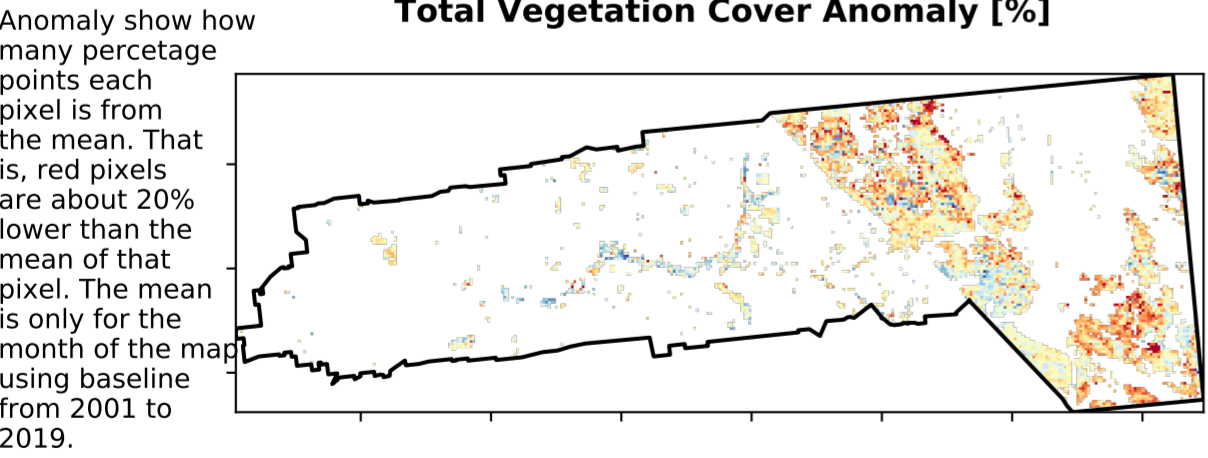 Total Vegetation Cover Anomaly [%]
Anomaly show how
many percetage
points each
pixel is from
the mean. That
is, red pixels
are about 20%
lower than the
mean of that
pixel. The mean
is only for the
month of the map
using baseline
from 2001 to
2019.